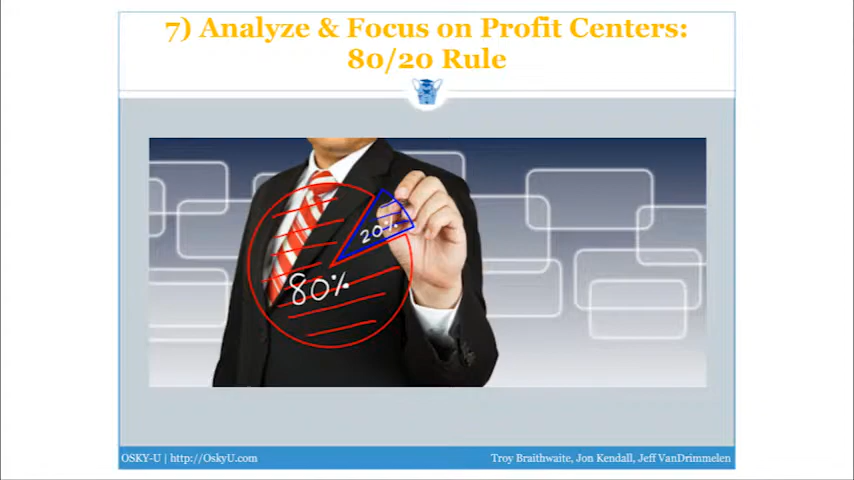 7) Analyze & Focus on Profit Centers:
80/20 Rule
20%
80%
OSKY-U | http://OskyU.com
Troy Braithwaite, Jon Kendall, Jeff VanDrimmelen